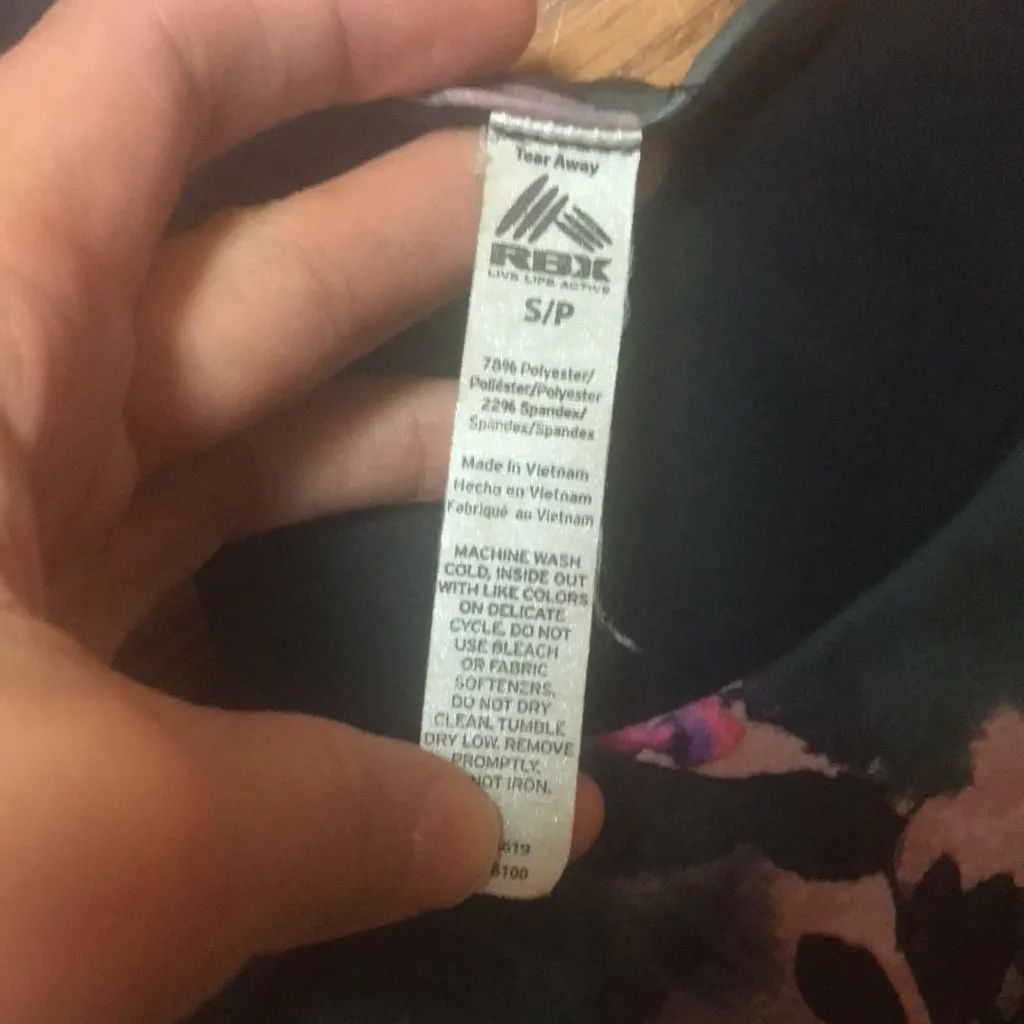 Tear Away
RBX
LIVE LIFE ACTIVE
S/P
78% Polyester/
Poliéster/Polyester
22% Spandex/
Spandex/Spandex
Made in Vietnam
Hecho en Vietnam
Fabriqué au Vietnam
MACHINE WASH
COLD, INSIDE OUT
WITH LIKE COLORS
ON DELICATE
CYCLE. DO NOT
USE BLEACH
OR FABRIC
SOFTENERS.
DO NOT DRY
CLEAN. TUMBLE
DRY LOW. REMOVE
PROMPTLY.
NOT IRON.
619
6100